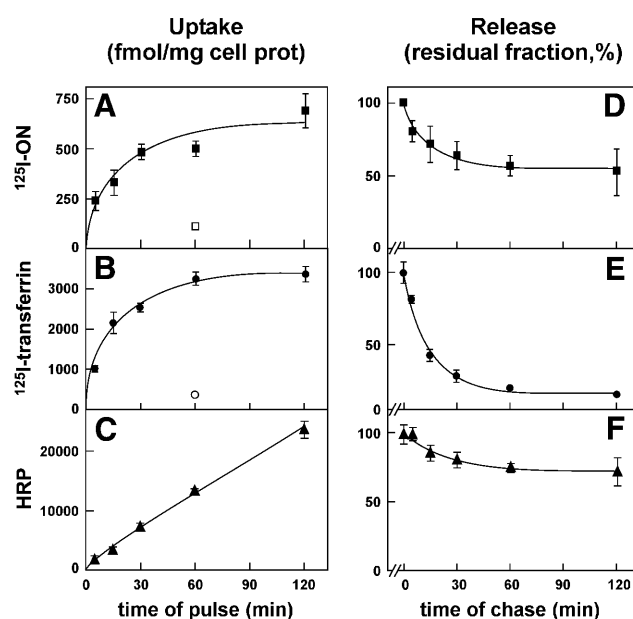 Uptake
(fmol/mg cell prot)
Release
(residual fraction,%)
A
125I-ON
750
500
250
0
D
100
50
0
B
125I-transferrin
3000
2000
1000
0
E
100
50
0
C
HRP
20000
10000
0
0 30 60 90 120
time of pulse (min)
F
100
50
0
0 30 60 90 120
time of chase (min)